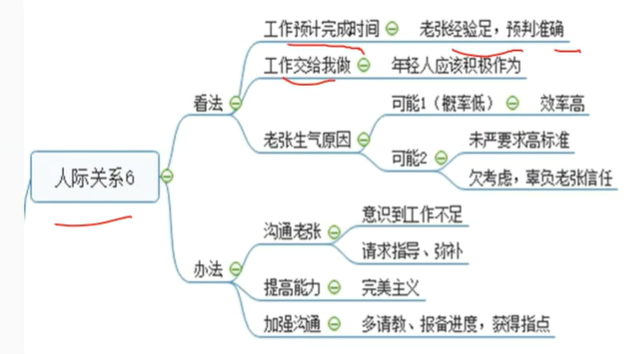 工作预计完成时间
老张经验足，预判准确
工作交给我做
年轻人应该积极作为
看法
可能1（概率低）
效率高
老张生气原因
未严要求高标准
可能2
欠考虑，辜负老张信任
人际关系6
意识到工作不足
沟通老张
请求指导、弥补
办法
提高能力
完美主义
加强沟通
多请教、报备进度，获得指点